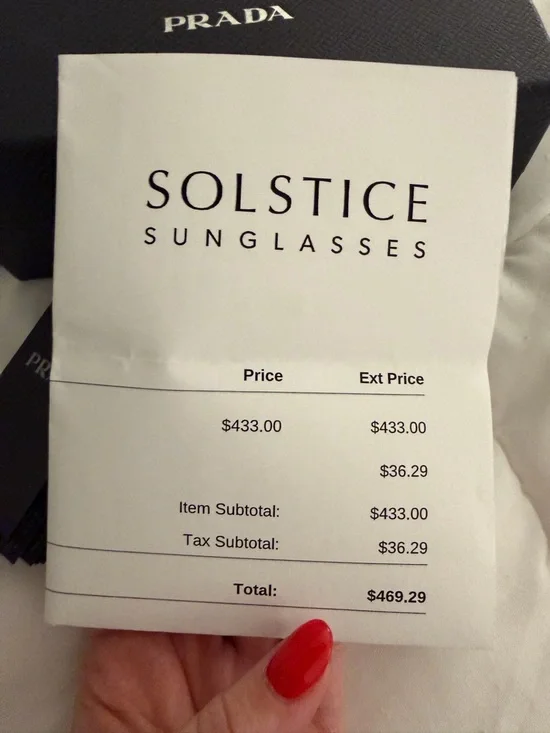 PRADA
SOLSTICE
SUNGLASSES
PR
Price Ext Price
$433.00 $433.00
$36.29
Item Subtotal: $433.00
Tax Subtotal: $36.29
Total: $469.29